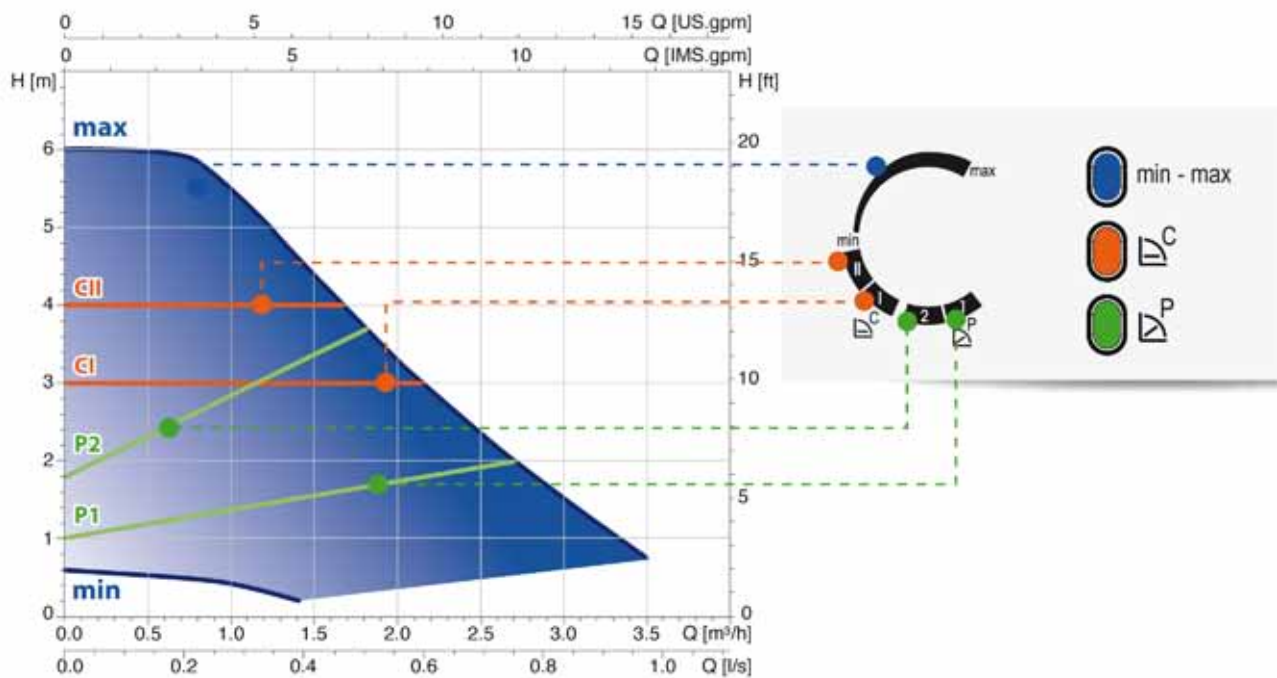 0 5 10 15 Q [US.gpm]
0 5 10 Q [IMS.gpm]
H [m] H [ft]
max
6 20
5
15
CII
4
CI
3 10
P2
2
5
P1
1
min
0 0
0.0 0.5 1.0 1.5 2.0 2.5 3.0 3.5 Q [m³/h]
0.0 0.2 0.4 0.6 0.8 1.0 Q [l/s]
max
min
II
I
C
2
1
P
min - max
C
P